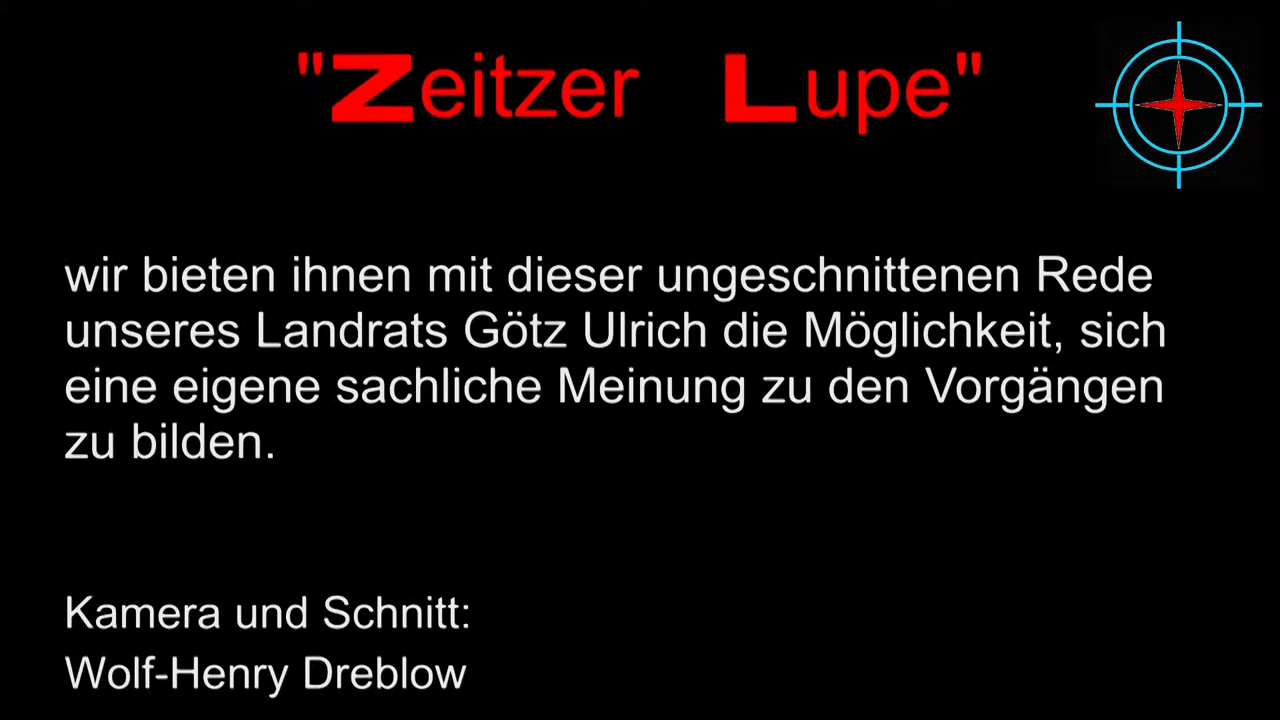 "Zeitzer Lupe"
wir bieten ihnen mit dieser ungeschnittenen Rede
unseres Landrats Götz Ulrich die Möglichkeit, sich
eine eigene sachliche Meinung zu den Vorgängen
zu bilden.
Kamera und Schnitt:
Wolf-Henry Dreblow